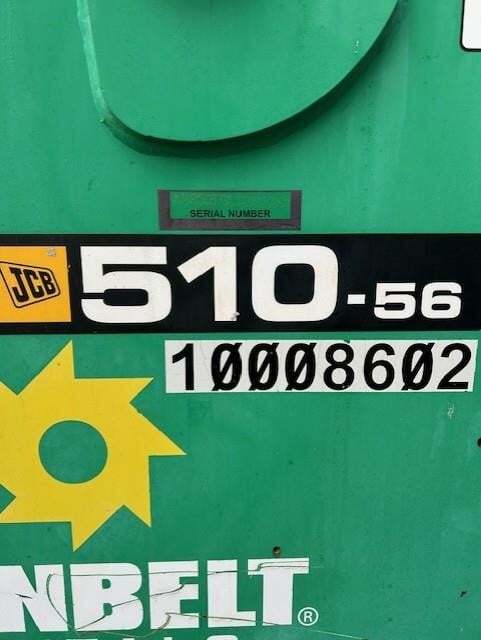 SERIAL NUMBER
JCB 510-56
10008602
NBELT®